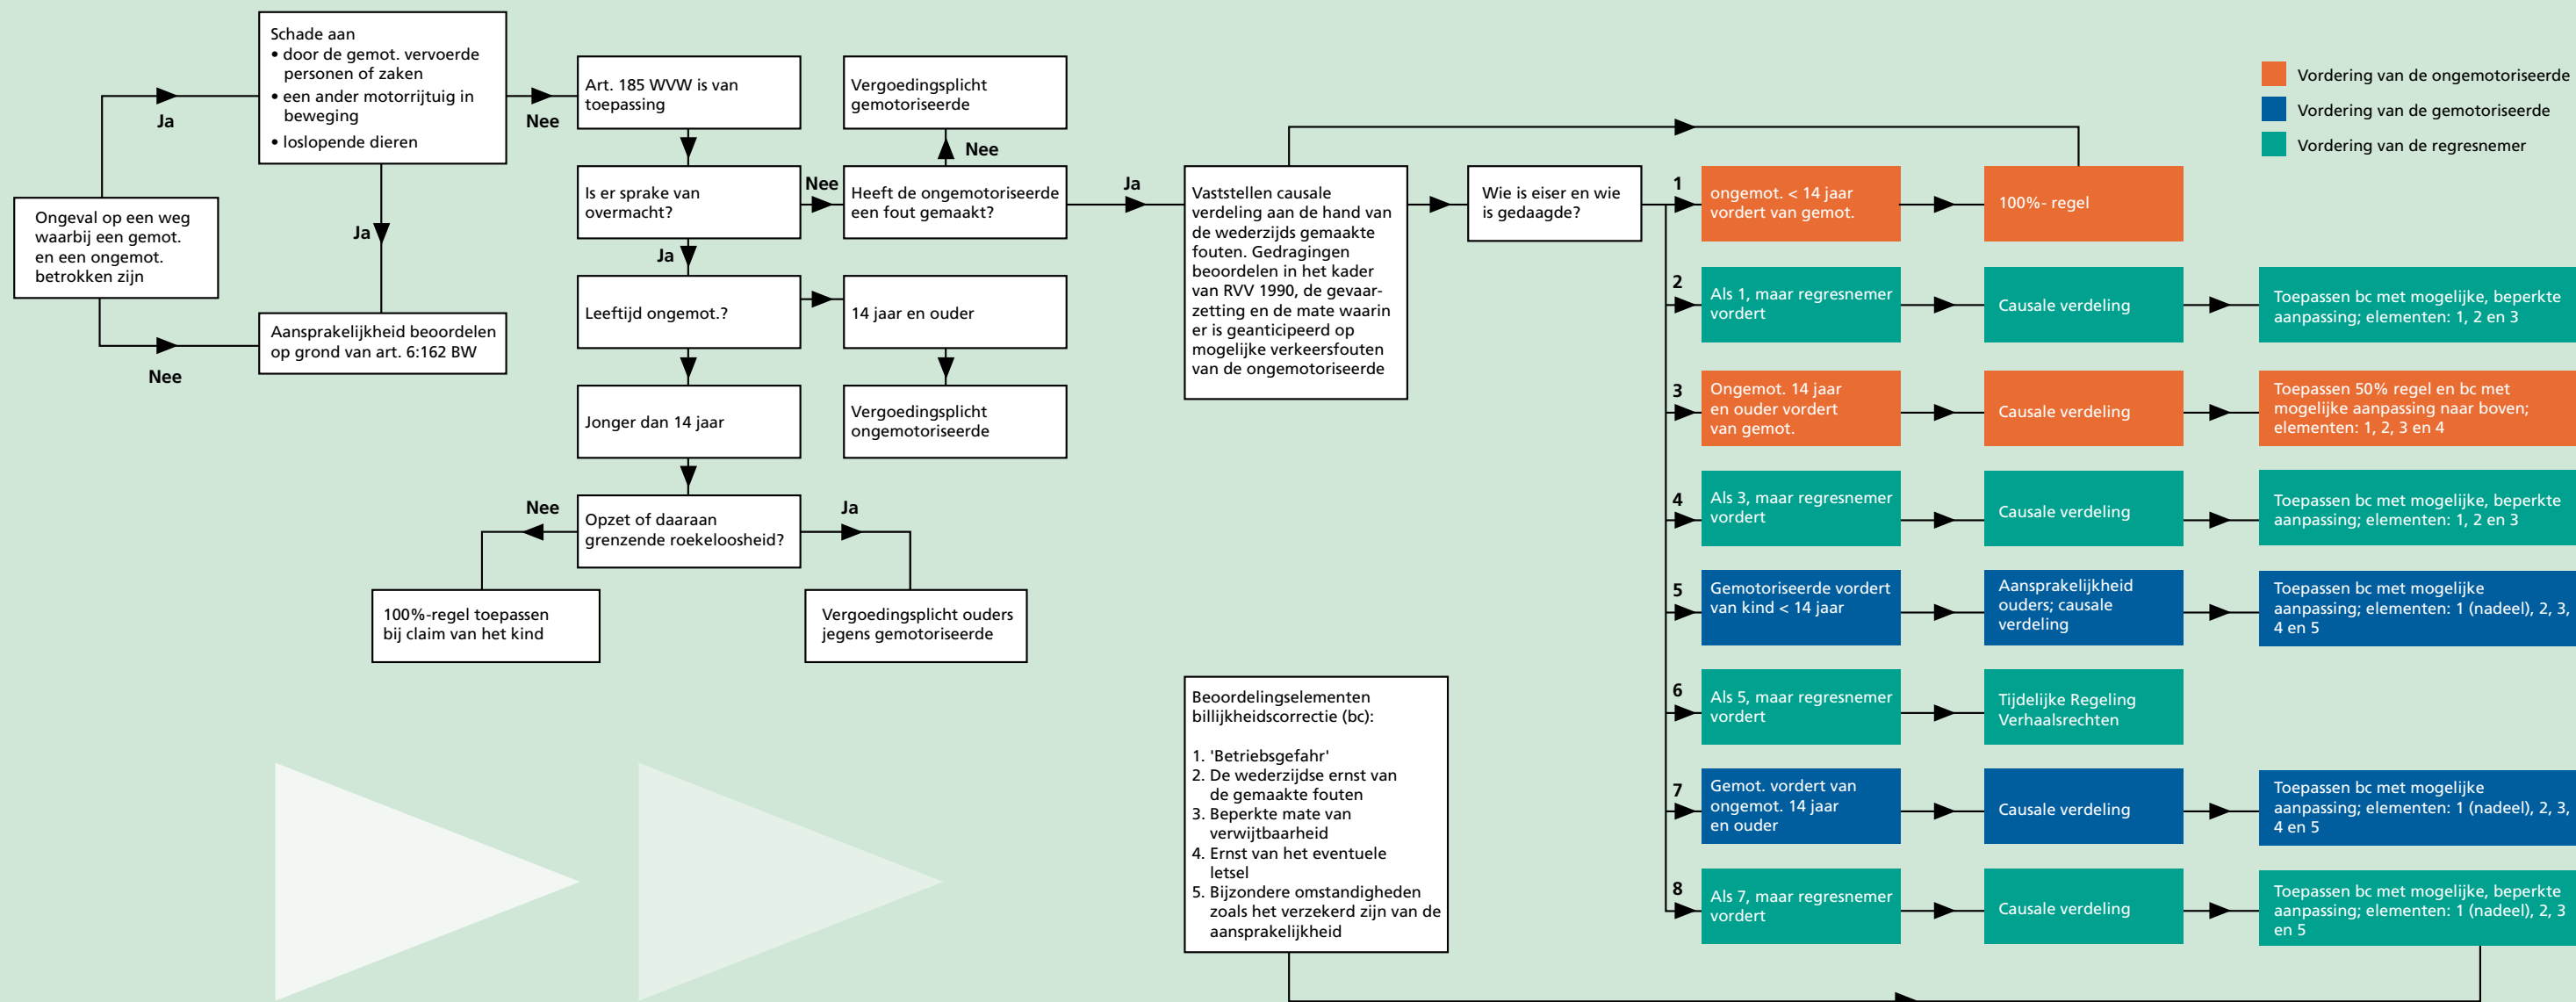 Schade aan
• door de gemot. vervoerde
personen of zaken
• een ander motorrijtuig in
beweging
• loslopende dieren
Ja
Nee
Ongeval op een weg
waarbij een gemot.
en een ongemot.
betrokken zijn
Ja
Nee
Aansprakelijkheid beoordelen
op grond van art. 6:162 BW
Art. 185 WVW is van
toepassing
Vergoedingsplicht
gemotoriseerde
Nee
Is er sprake van
overmacht?
Nee
Heeft de ongemotoriseerde
een fout gemaakt?
Ja
Ja
Leeftijd ongemot.?
14 jaar en ouder
Jonger dan 14 jaar
Vergoedingsplicht
ongemotoriseerde
Nee
Opzet of daaraan
grenzende roekeloosheid?
Ja
100%-regel toepassen
bij claim van het kind
Vergoedingsplicht ouders
jegens gemotoriseerde
Vaststellen causale
verdeling aan de hand van
de wederzijds gemaakte
fouten. Gedragingen
beoordelen in het kader
van RVV 1990, de gevaar-
zetting en de mate waarin
er is geanticipeerd op
mogelijke verkeersfouten
van de ongemotoriseerde
Wie is eiser en wie
is gedaagde?
Vordering van de ongemotoriseerde
Vordering van de gemotoriseerde
Vordering van de regresnemer
1
ongemot. < 14 jaar
vordert van gemot.
100%- regel
2
Als 1, maar regresnemer
vordert
Causale verdeling
Toepassen bc met mogelijke, beperkte
aanpassing; elementen: 1, 2 en 3
3
Ongemot. 14 jaar
en ouder vordert
van gemot.
Causale verdeling
Toepassen 50% regel en bc met
mogelijke aanpassing naar boven;
elementen: 1, 2, 3 en 4
4
Als 3, maar regresnemer
vordert
Causale verdeling
Toepassen bc met mogelijke, beperkte
aanpassing; elementen: 1, 2 en 3
5
Gemotoriseerde vordert
van kind < 14 jaar
Aansprakelijkheid
ouders; causale
verdeling
Toepassen bc met mogelijke
aanpassing; elementen: 1 (nadeel), 2, 3,
4 en 5
6
Als 5, maar regresnemer
vordert
Tijdelijke Regeling
Verhaalsrechten
7
Gemot. vordert van
ongemot. 14 jaar
en ouder
Causale verdeling
Toepassen bc met mogelijke
aanpassing; elementen: 1 (nadeel), 2, 3,
4 en 5
8
Als 7, maar regresnemer
vordert
Causale verdeling
Toepassen bc met mogelijke, beperkte
aanpassing; elementen: 1 (nadeel), 2, 3
en 5
Beoordelingselementen
billijkheidscorrectie (bc):
1. 'Betriebsgefahr'
2. De wederzijdse ernst van
de gemaakte fouten
3. Beperkte mate van
verwijtbaarheid
4. Ernst van het eventuele
letsel
5. Bijzondere omstandigheden
zoals het verzekerd zijn van de
aansprakelijkheid